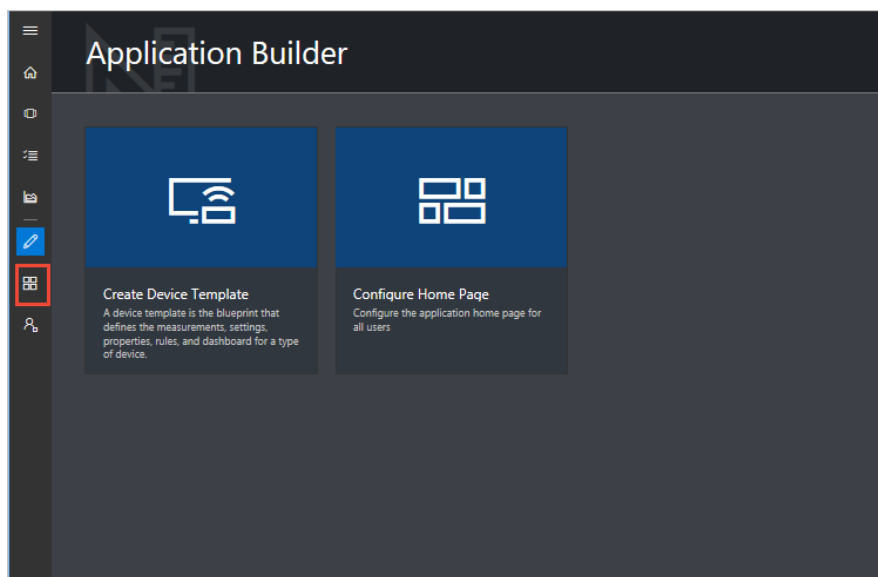 Application Builder
Create Device Template
A device template is the blueprint that
defines the measurements, settings,
properties, rules, and dashboard for a type
of device.
Configure Home Page
Configure the application home page for
all users